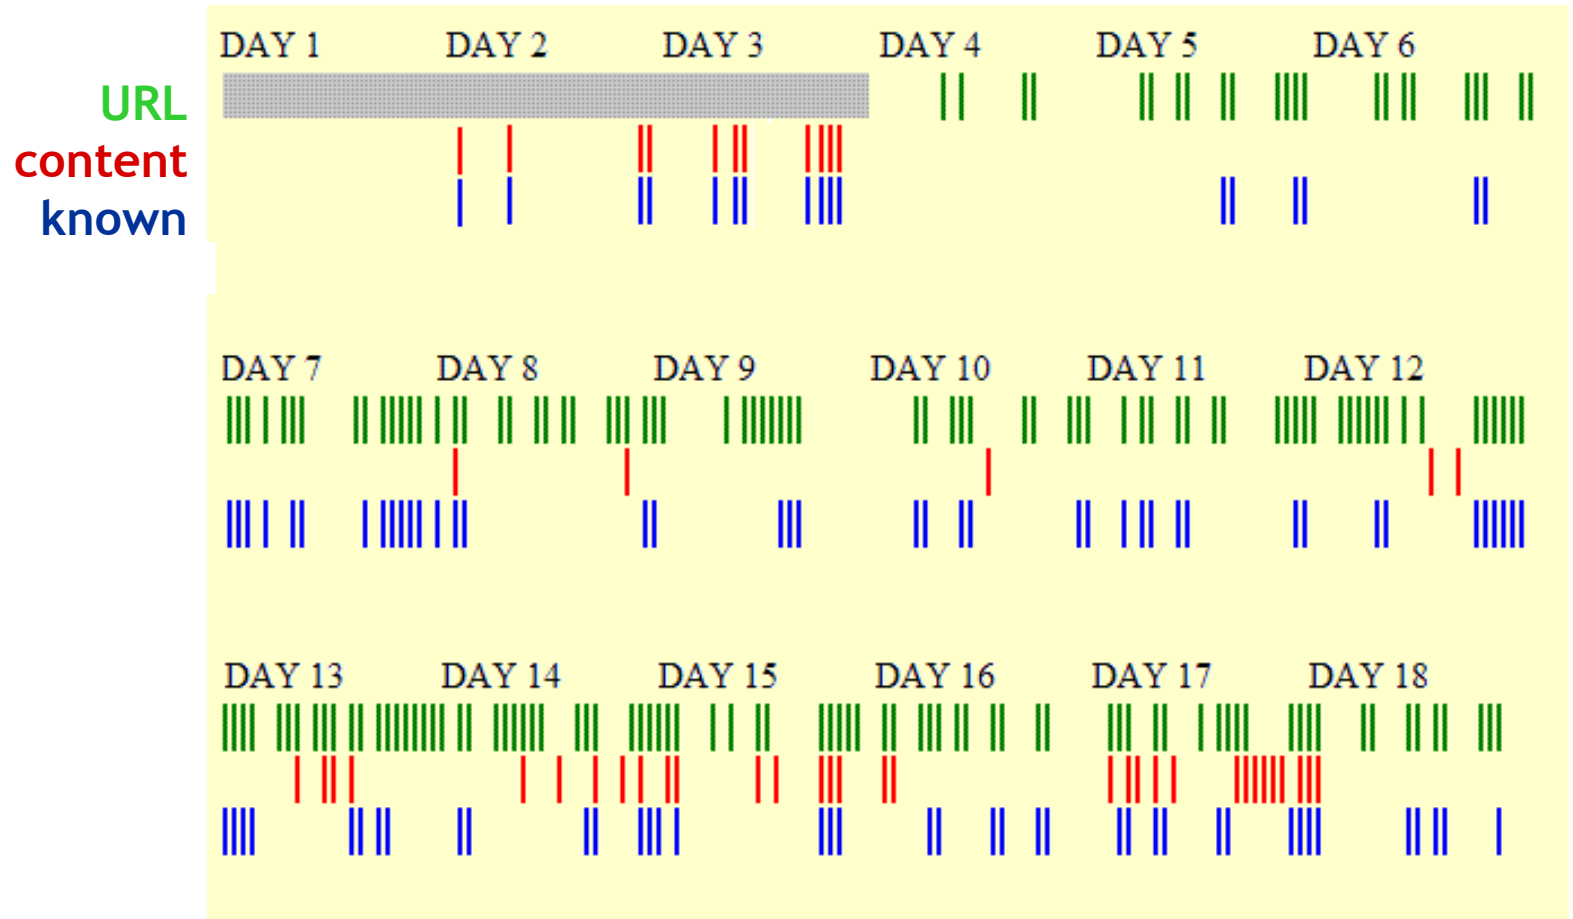 DAY 1 DAY 2 DAY 3 DAY 4 DAY 5 DAY 6
URL
content
known
DAY 7 DAY 8 DAY 9 DAY 10 DAY 11 DAY 12
DAY 13 DAY 14 DAY 15 DAY 16 DAY 17 DAY 18